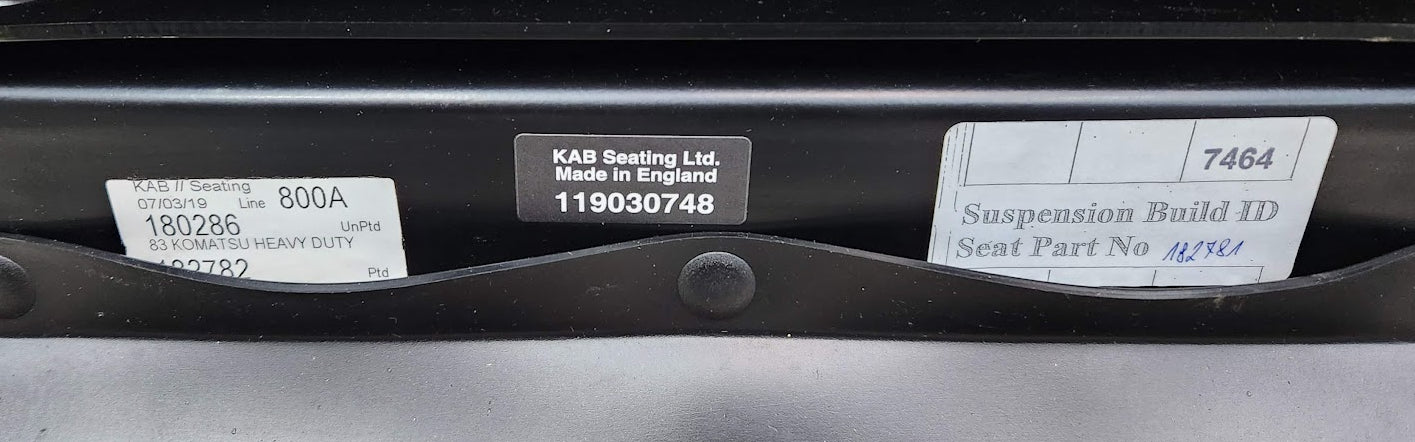 KAB // Seating
07/03/19 Line 800A
180286 UnPtd
83 KOMATSU HEAVY DUTY
182782 Ptd
KAB Seating Ltd.
Made in England
119030748
7464
Suspension Build ID
Seat Part No 182781